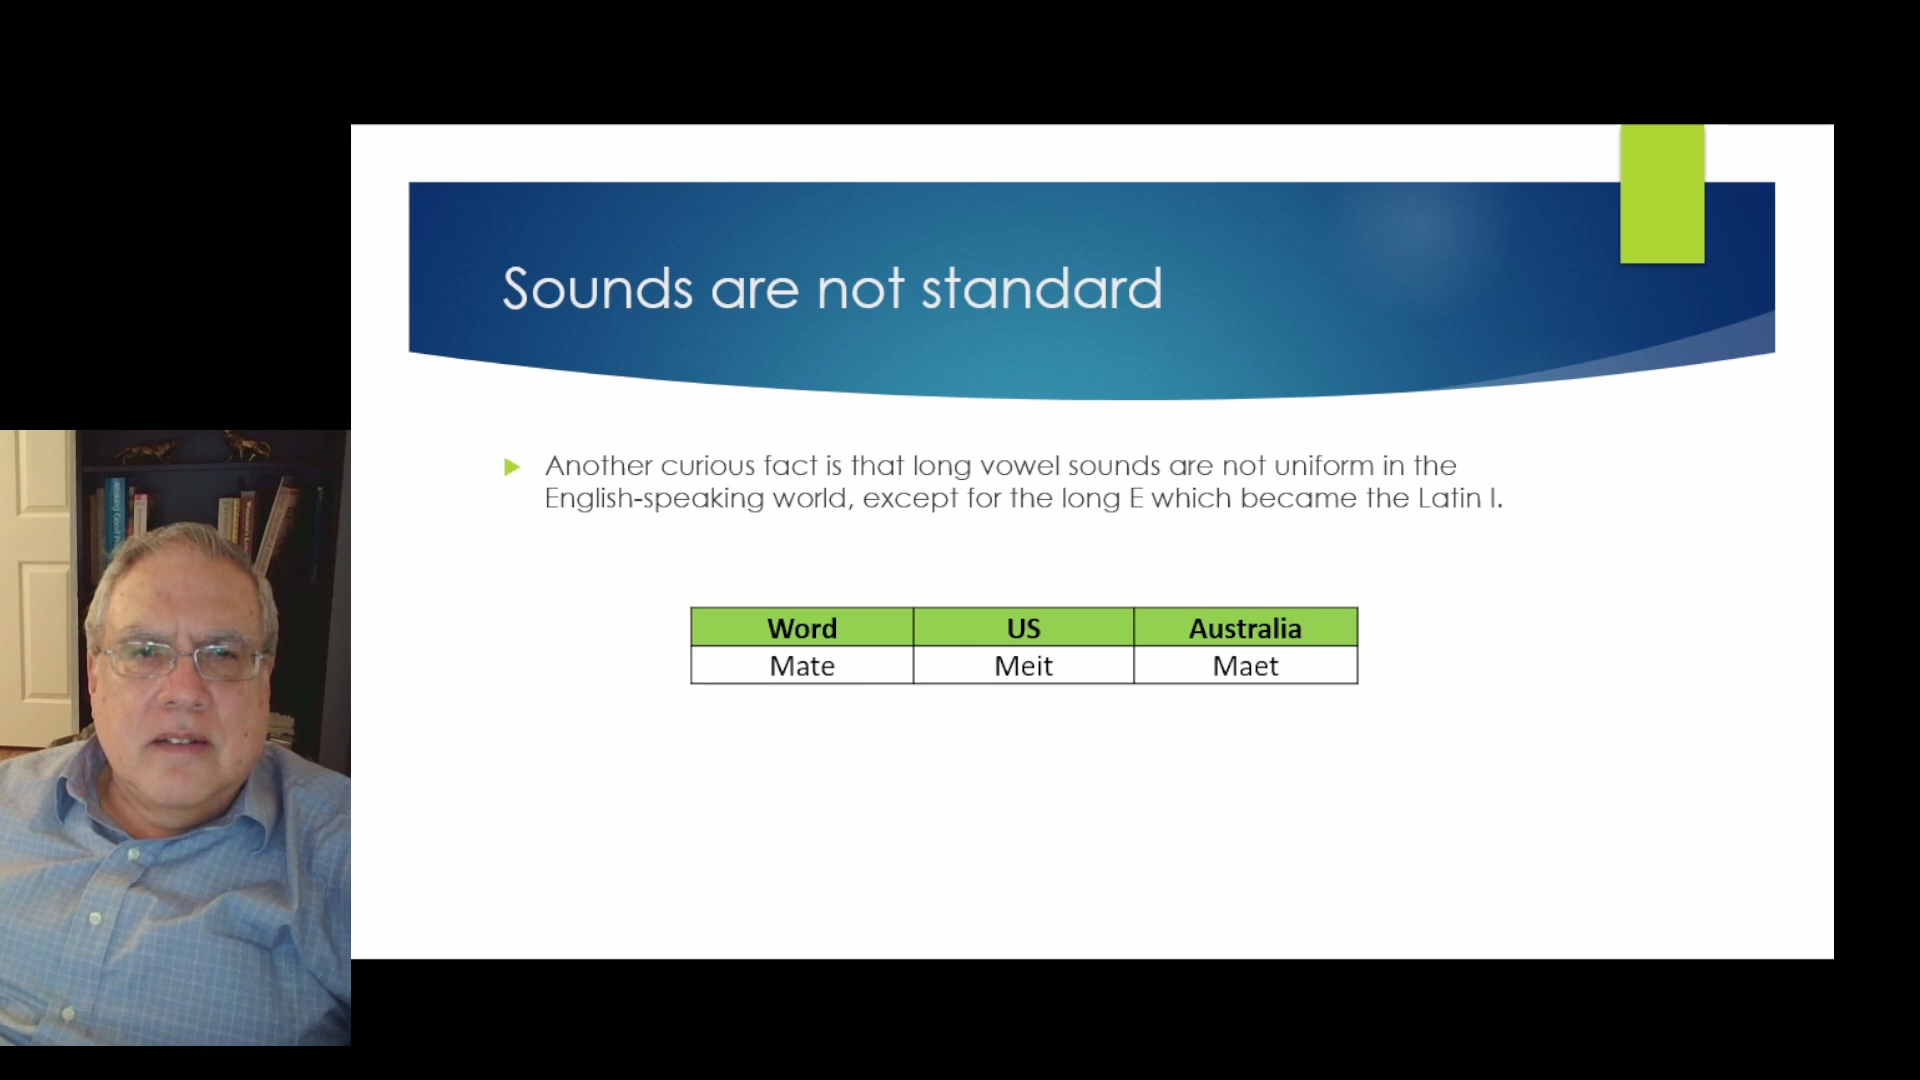 Sounds are not standard
Another curious fact is that long vowel sounds are not uniform in the
English-speaking world, except for the long E which became the Latin I.
Word US Australia
Mate Meit Maet